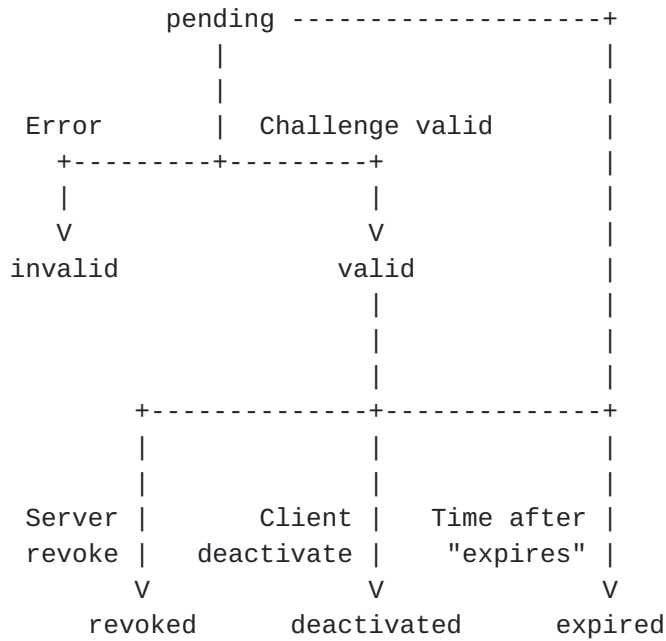 pending --------------------+
|                         |
|                         |
Error        |  Challenge valid        |
+---------+---------+               |
|                   |               |
V                   V               |
invalid              valid             |
|               |
|               |
|               |
+--------------+---------------+
|              |               |
|              |               |
Server |       Client |    Time after |
revoke |   deactivate |     "expires" |
V              V               V
revoked      deactivated      expired